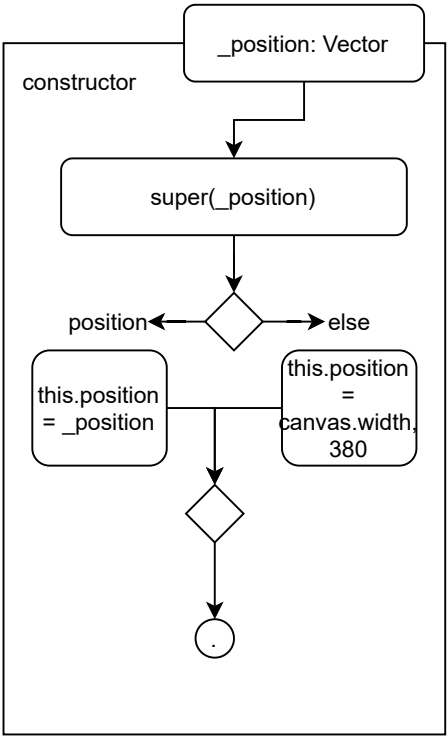 _position: Vector
constructor
super(_position)
position
else
this.position
= _position
this.position
=
canvas.width,
380
.